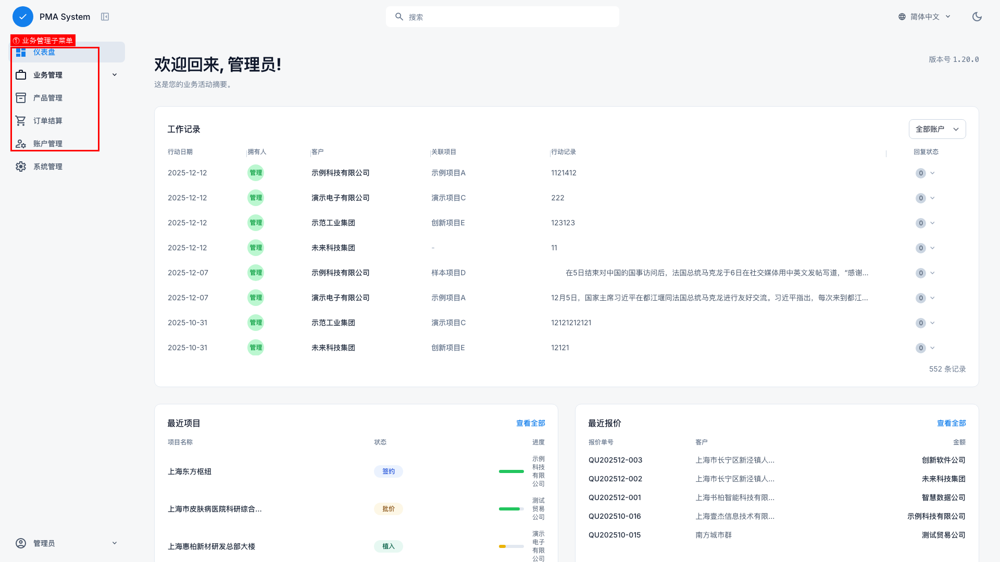 PMA System
搜索
简体中文
① 业务管理子菜单
仪表盘
业务管理
产品管理
订单结算
账户管理
系统管理
管理员
欢迎回来, 管理员!
这是您的业务活动摘要。
版本号 1.20.0
工作记录
全部账户
行动日期 拥有人 客户 关联项目 行动记录 回复状态
2025-12-12 管理 示例科技有限公司 示例项目A 1121412 0
2025-12-12 管理 演示电子有限公司 演示项目C 222 0
2025-12-12 管理 示范工业集团 创新项目E 123123 0
2025-12-12 管理 未来科技集团 - 11 0
2025-12-07 管理 示例科技有限公司 样本项目D 在5日结束对中国的国事访问后，法国总统马克龙于6日在社交媒体用中英文发帖写道，“感谢... 0
2025-12-07 管理 演示电子有限公司 示例项目A 12月5日，国家主席习近平在都江堰同法国总统马克龙进行友好交流。习近平指出，每次来到都江... 0
2025-10-31 管理 示范工业集团 演示项目C 12121212121 0
2025-10-31 管理 未来科技集团 创新项目E 12121 0
552 条记录
最近项目
查看全部
项目名称 状态 进度
上海东方枢纽 签约
示例
科技
有限
公司
上海市皮肤病医院科研综合... 批价
测试
贸易
公司
上海惠柏新材研发总部大楼 植入
演示
电子
有限
公司
最近报价
查看全部
报价单号 客户 金额
QU202512-003 上海市长宁区新泾镇人... 创新软件公司
QU202512-002 上海市长宁区新泾镇人... 未来科技集团
QU202512-001 上海书柏智能科技有限... 智慧数据公司
QU202510-016 上海壹杰信息技术有限... 示例科技有限公司
QU202510-015 南方城市群 测试贸易公司